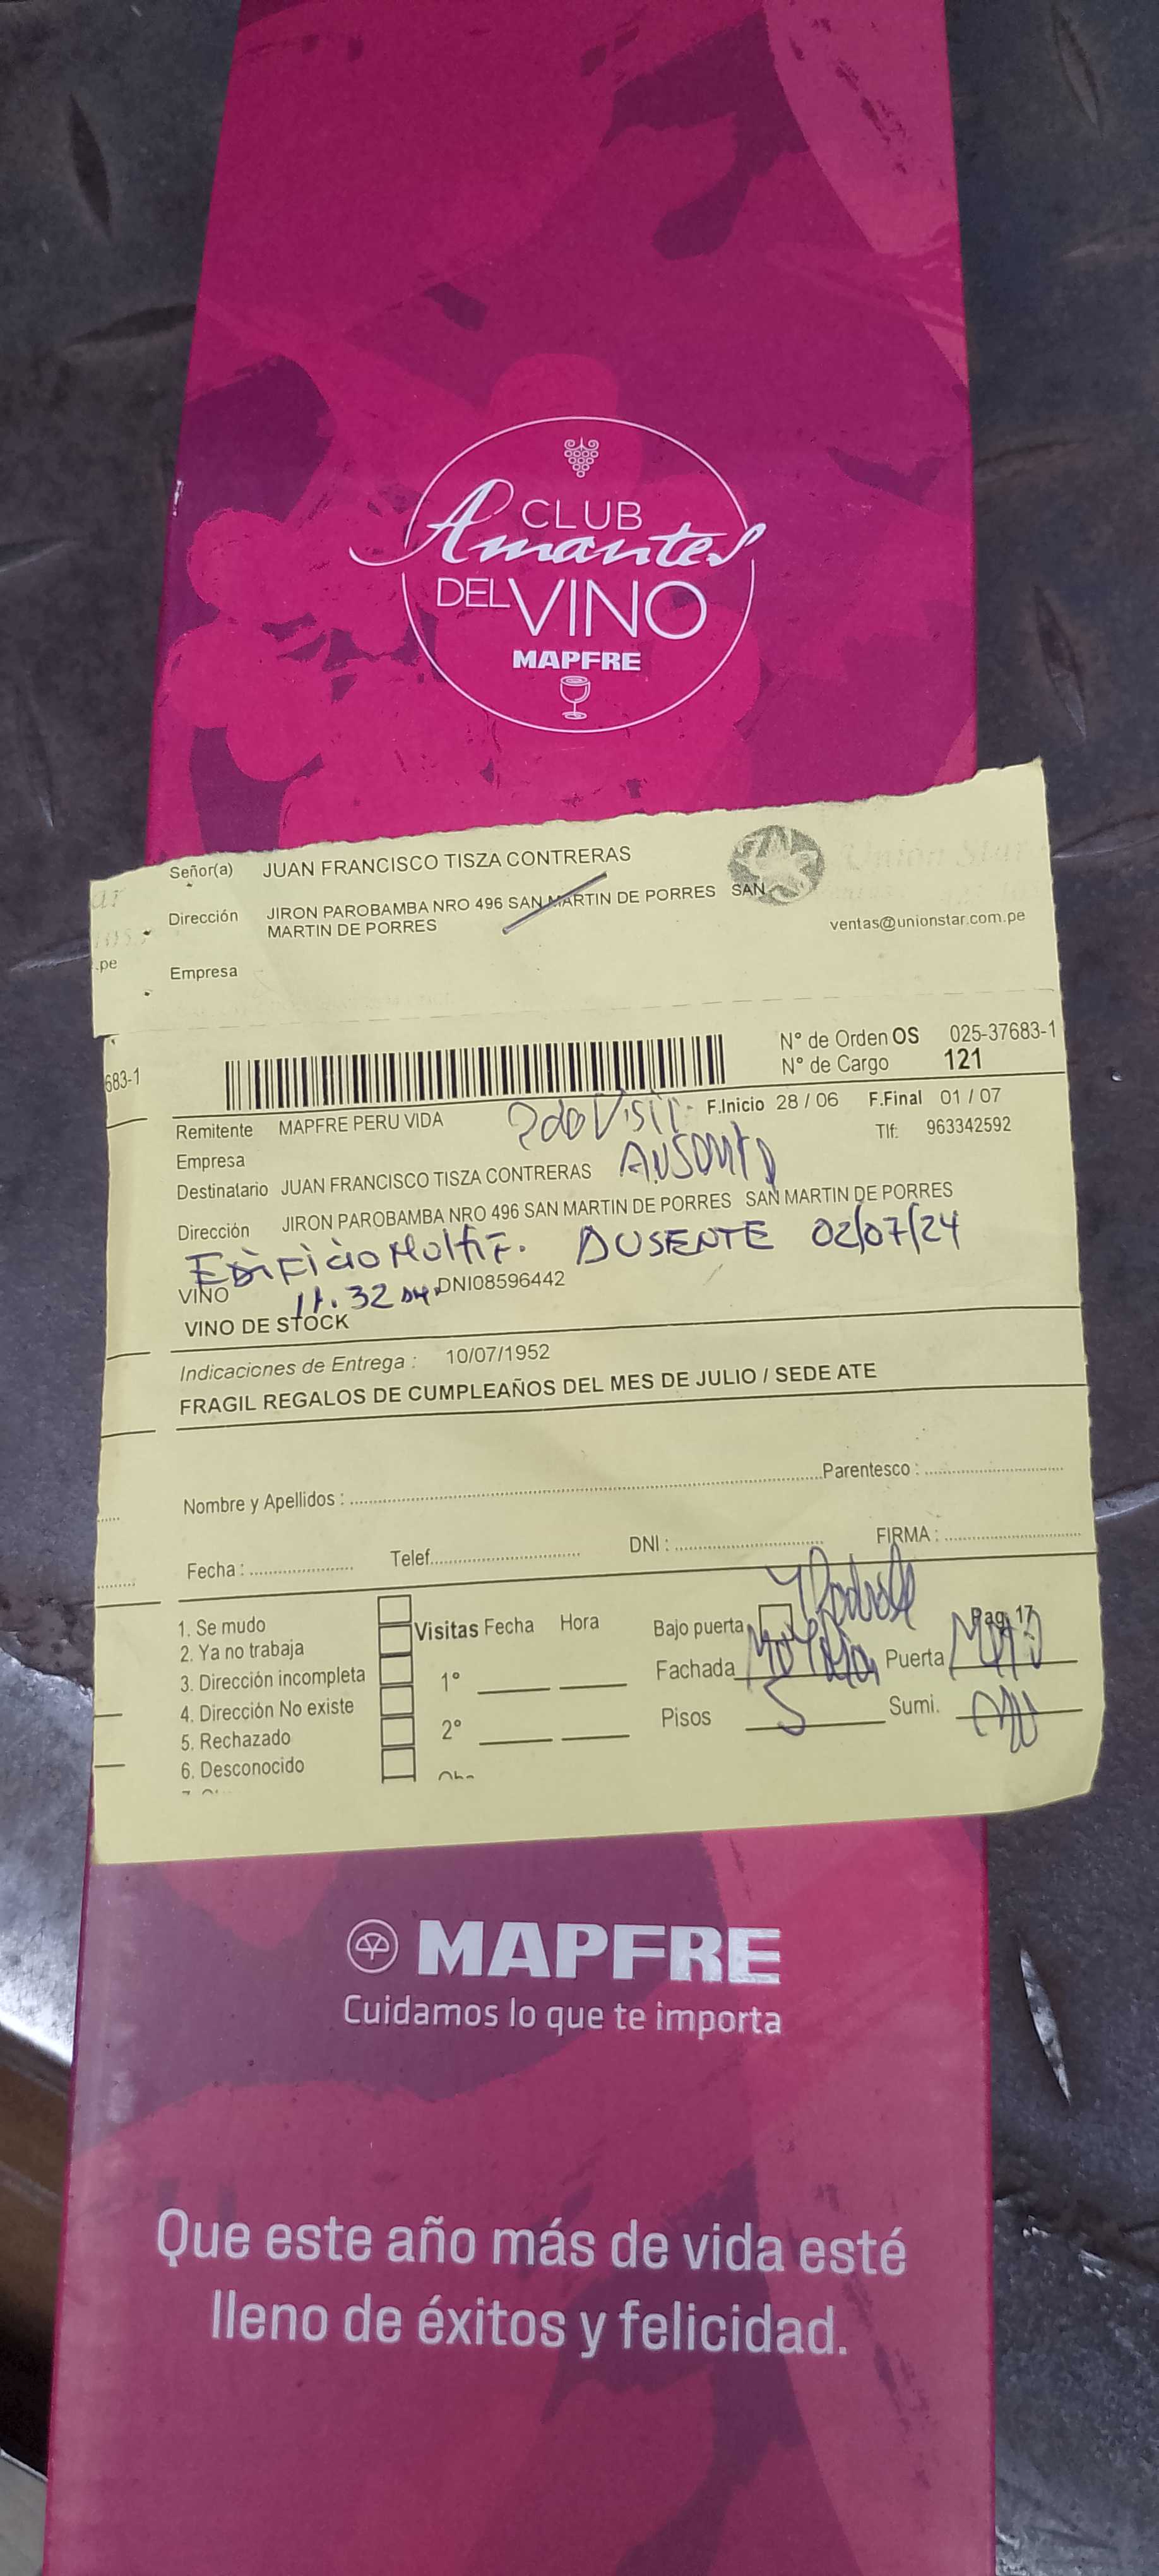 CLUB
Amantes
DEL VINO
MAPFRE
Señor(a) JUAN FRANCISCO TISZA CONTRERAS
Dirección JIRON PAROBAMBA NRO 496 SAN MARTIN DE PORRES SAN
MARTIN DE PORRES
ventas@unionstar.com.pe
.pe
Empresa
683-1
N° de Orden OS 025-37683-1
N° de Cargo 121
Remitente MAPFRE PERU VIDA
2do Visit.
F.Inicio 28 / 06 F.Final 01 / 07
Empresa
Tlf: 963342592
Destinatario JUAN FRANCISCO TISZA CONTRERAS
Dirección JIRON PAROBAMBA NRO 496 SAN MARTIN DE PORRES SAN MARTIN DE PORRES
Edificio Multif. AUSENTE 02/07/24
VINO 11.32 DNI08596442
VINO DE STOCK
Indicaciones de Entrega : 10/07/1952
FRAGIL REGALOS DE CUMPLEAÑOS DEL MES DE JULIO / SEDE ATE
Nombre y Apellidos : Parentesco :
Fecha : Telef. DNI : FIRMA :
1. Se mudo
2. Ya no trabaja
3. Dirección incompleta
4. Dirección No existe
5. Rechazado
6. Desconocido
Visitas Fecha Hora
1°
2°
Bajo puerta Pag. 17
Fachada Puerta
Pisos 5 Sumi.
MAPFRE
Cuidamos lo que te importa
Que este año más de vida esté
lleno de éxitos y felicidad.